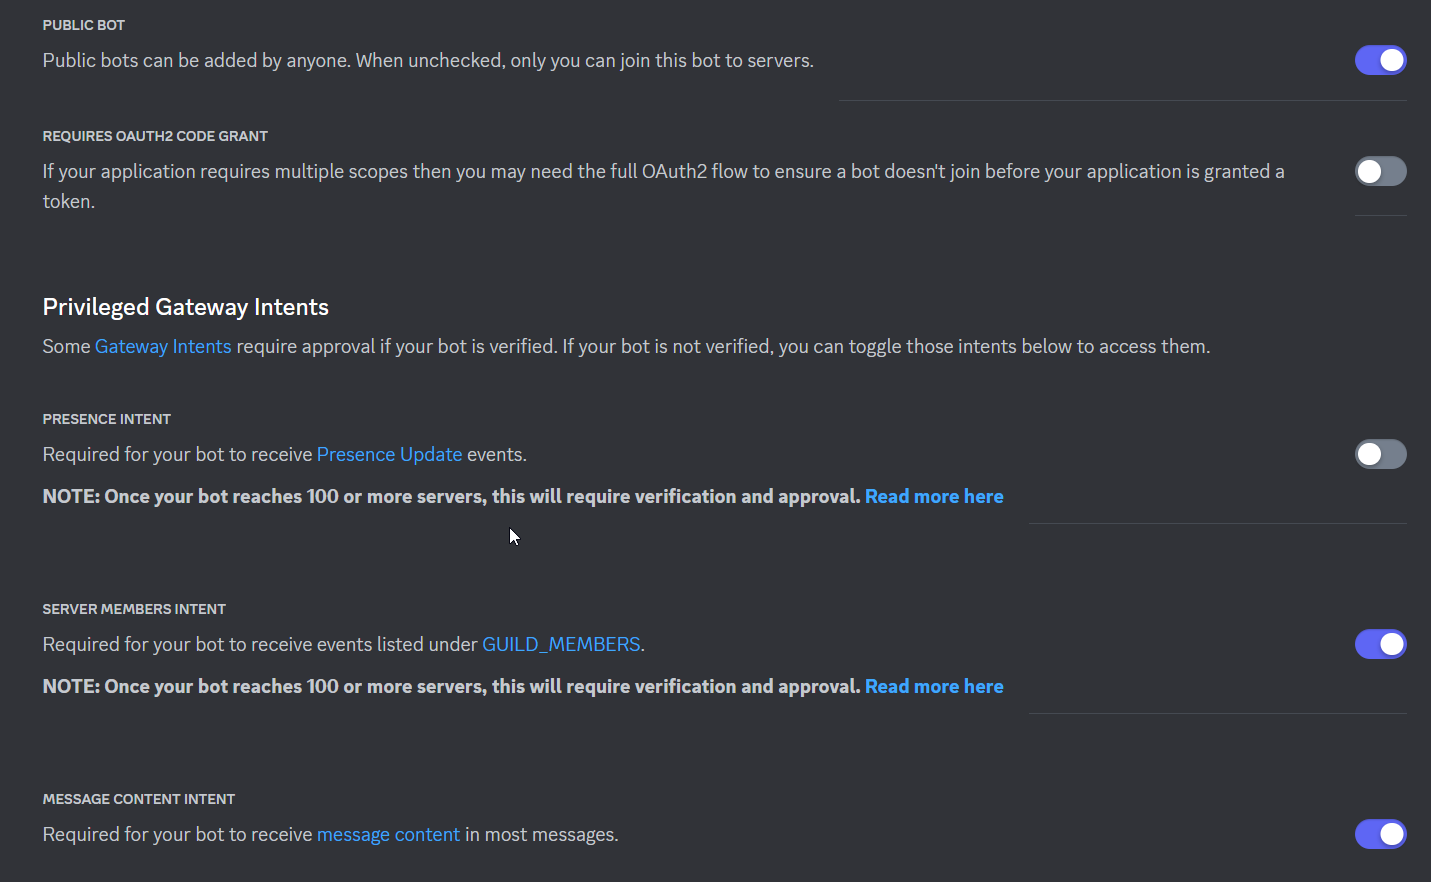 PUBLIC BOT
Public bots can be added by anyone. When unchecked, only you can join this bot to servers.
REQUIRES OAUTH2 CODE GRANT
If your application requires multiple scopes then you may need the full OAuth2 flow to ensure a bot doesn't join before your application is granted a
token.
Privileged Gateway Intents
Some Gateway Intents require approval if your bot is verified. If your bot is not verified, you can toggle those intents below to access them.
PRESENCE INTENT
Required for your bot to receive Presence Update events.
NOTE: Once your bot reaches 100 or more servers, this will require verification and approval. Read more here
SERVER MEMBERS INTENT
Required for your bot to receive events listed under GUILD_MEMBERS.
NOTE: Once your bot reaches 100 or more servers, this will require verification and approval. Read more here
MESSAGE CONTENT INTENT
Required for your bot to receive message content in most messages.